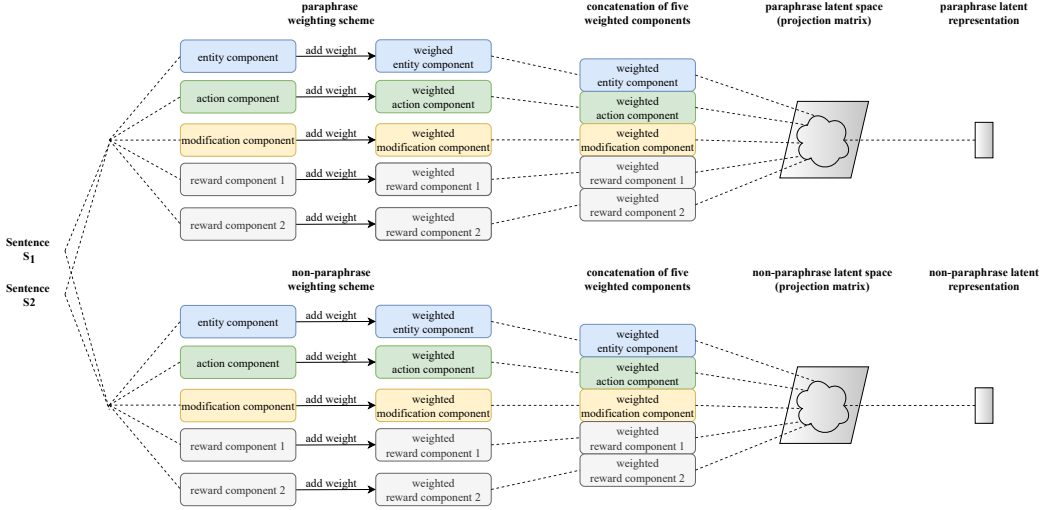 paraphrase
weighting scheme
concatenation of five
weighted components
paraphrase latent space
(projection matrix)
paraphrase latent
representation
entity component
add weight
weighed
entity component
weighted
entity component
action component
add weight
weighted
action component
weighted
action component
modification component
add weight
weighted
modification component
weighted
modification component
reward component 1
add weight
weighted
reward component 1
weighted
reward component 1
reward component 2
add weight
weighted
reward component 2
weighted
reward component 2
Sentence
S1
Sentence
S2
non-paraphrase
weighting scheme
concatenation of five
weighted components
non-paraphrase latent space
(projection matrix)
non-paraphrase latent
representation
entity component
add weight
weighted
entity component
weighted
entity component
action component
add weight
weighted
action component
weighted
action component
modification component
add weight
weighted
modification component
weighted
modification component
reward component 1
add weight
weighted
reward component 1
weighted
reward component 1
reward component 2
add weight
weighted
reward component 2
weighted
reward component 2